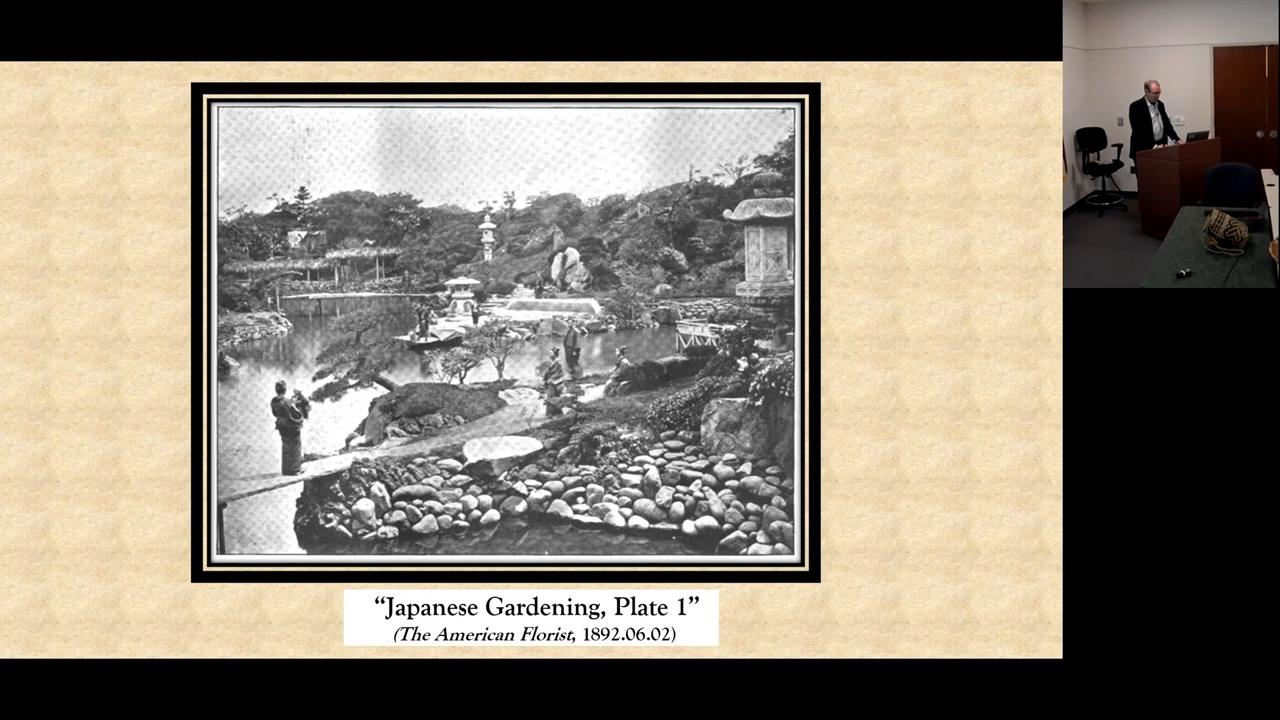 “Japanese Gardening, Plate 1”
(The American Florist, 1892.06.02)